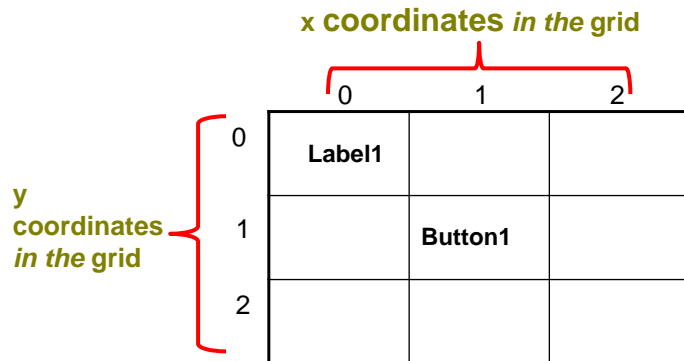 x coordinates in the grid
0 1 2
0
Label1
y
coordinates
in the grid
1
Button1
2